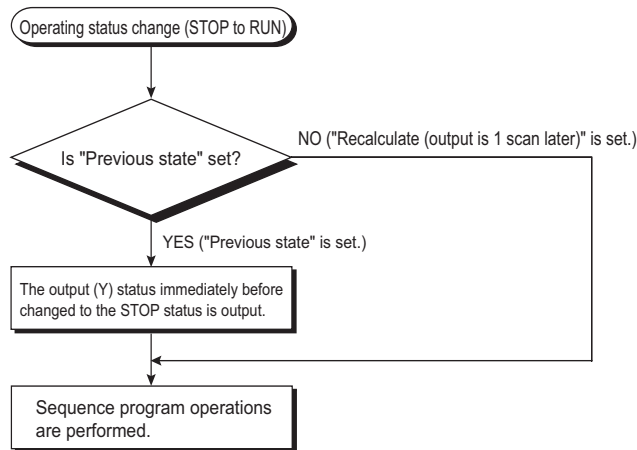 Operating status change (STOP to RUN)
Is "Previous state" set?
NO ("Recalculate (output is 1 scan later)" is set.)
YES ("Previous state" is set.)
The output (Y) status immediately before
changed to the STOP status is output.
Sequence program operations
are performed.